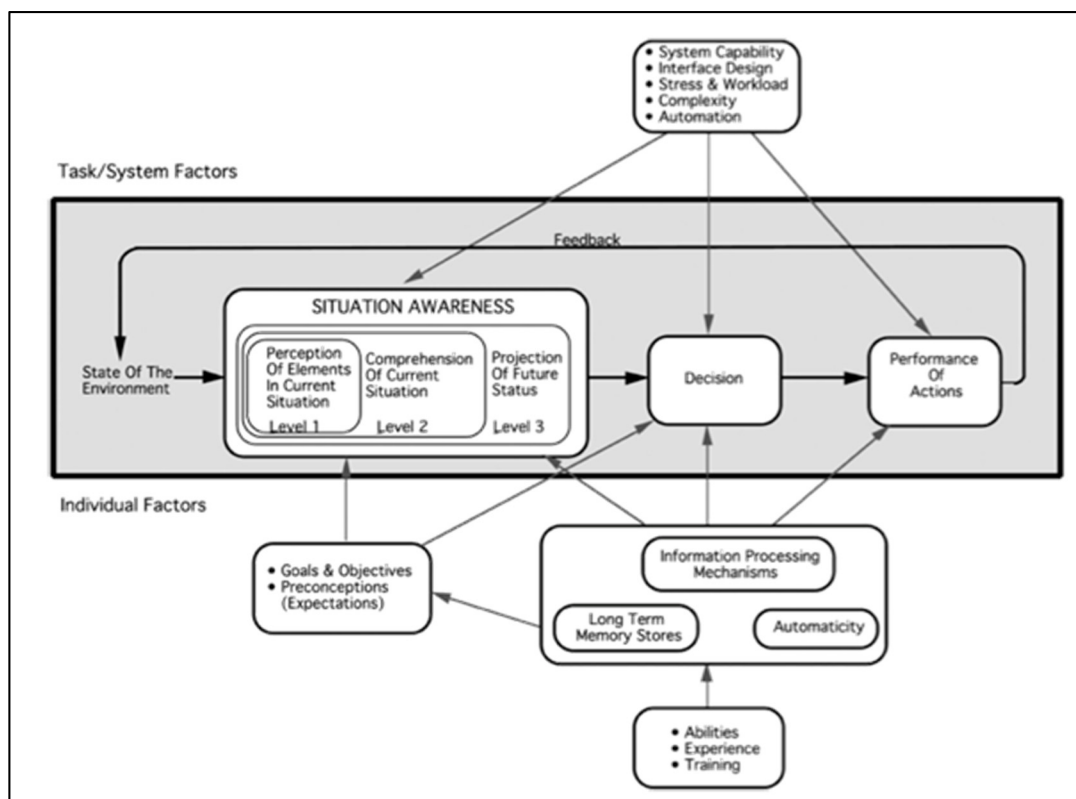 • System Capability
• Interface Design
• Stress & Workload
• Complexity
• Automation
Task/System Factors
Feedback
SITUATION AWARENESS
Perception
Of Elements
In Current
Situation
Level 1
Comprehension
Of Current
Situation
Level 2
Projection
Of Future
Status
Level 3
State Of The
Environment
Decision
Performance
Of
Actions
Individual Factors
• Goals & Objectives
• Preconceptions
(Expectations)
Information Processing
Mechanisms
Long Term
Memory Stores
Automaticity
• Abilities
• Experience
• Training